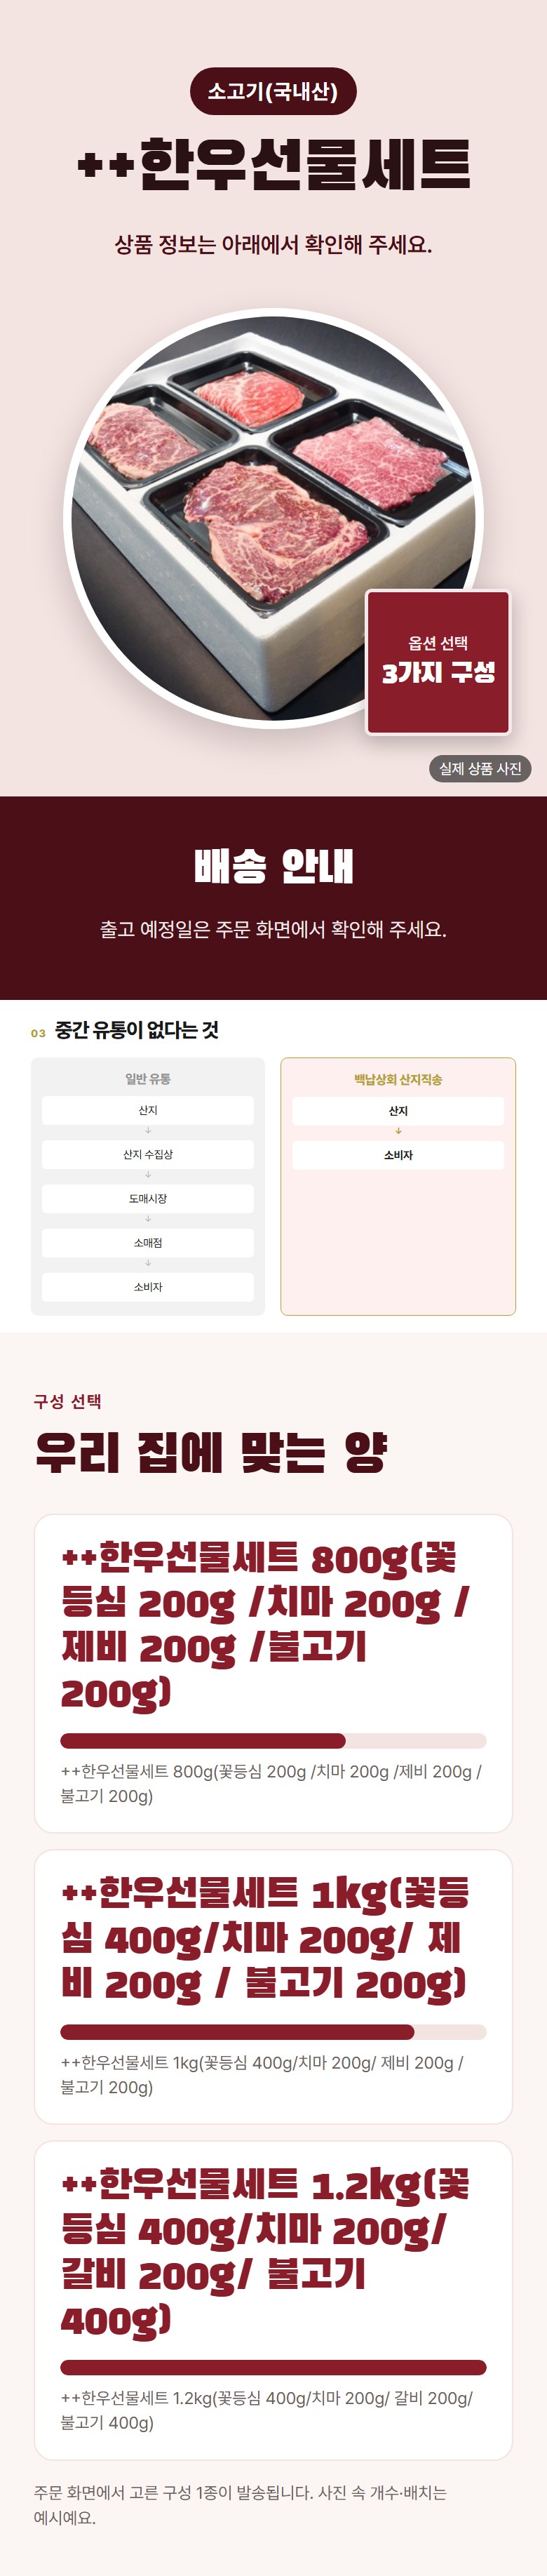 소고기(국내산)
++한우선물세트
상품 정보는 아래에서 확인해 주세요.
옵션 선택
3가지 구성
실제 상품 사진
배송 안내
출고 예정일은 주문 화면에서 확인해 주세요.
03 중간 유통이 없다는 것
일반 유통
산지
↓
산지 수집상
↓
도매시장
↓
소매점
↓
소비자
백납상회 산지직송
산지
↓
소비자
구성 선택
우리 집에 맞는 양
++한우선물세트 800g(꽃
등심 200g /치마 200g /
제비 200g /불고기
200g)
++한우선물세트 800g(꽃등심 200g /치마 200g /제비 200g /
불고기 200g)
++한우선물세트 1kg(꽃등
심 400g/치마 200g/ 제
비 200g / 불고기 200g)
++한우선물세트 1kg(꽃등심 400g/치마 200g/ 제비 200g /
불고기 200g)
++한우선물세트 1.2kg(꽃
등심 400g/치마 200g/
갈비 200g/ 불고기
400g)
++한우선물세트 1.2kg(꽃등심 400g/치마 200g/ 갈비 200g/
불고기 400g)
주문 화면에서 고른 구성 1종이 발송됩니다. 사진 속 개수·배치는
예시예요.